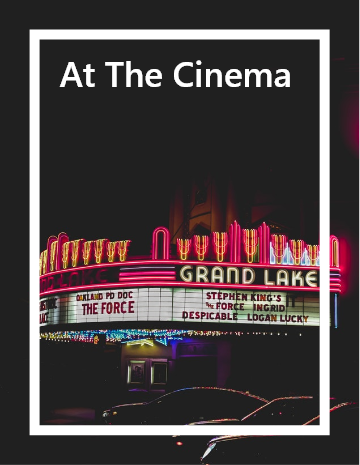 At The Cinema
GRAND LAKE
OAKLAND PD DOC
THE FORCE
STEPHEN KING'S
THE FORCE INGRID
DESPICABLE LOGAN LUCKY